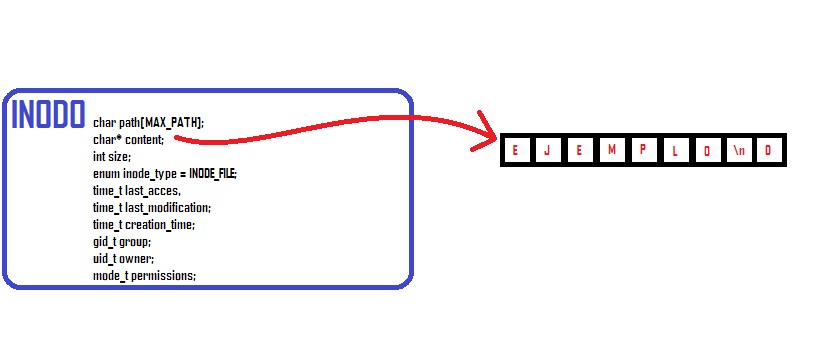 INODO
char path[MAX_PATH];
char* content;
int size;
enum inode_type = INODE_FILE;
time_t last_acces,
time_t last_modification;
time_t creation_time;
gid_t group;
uid_t owner;
mode_t permissions;
E J E M P L O \n 0